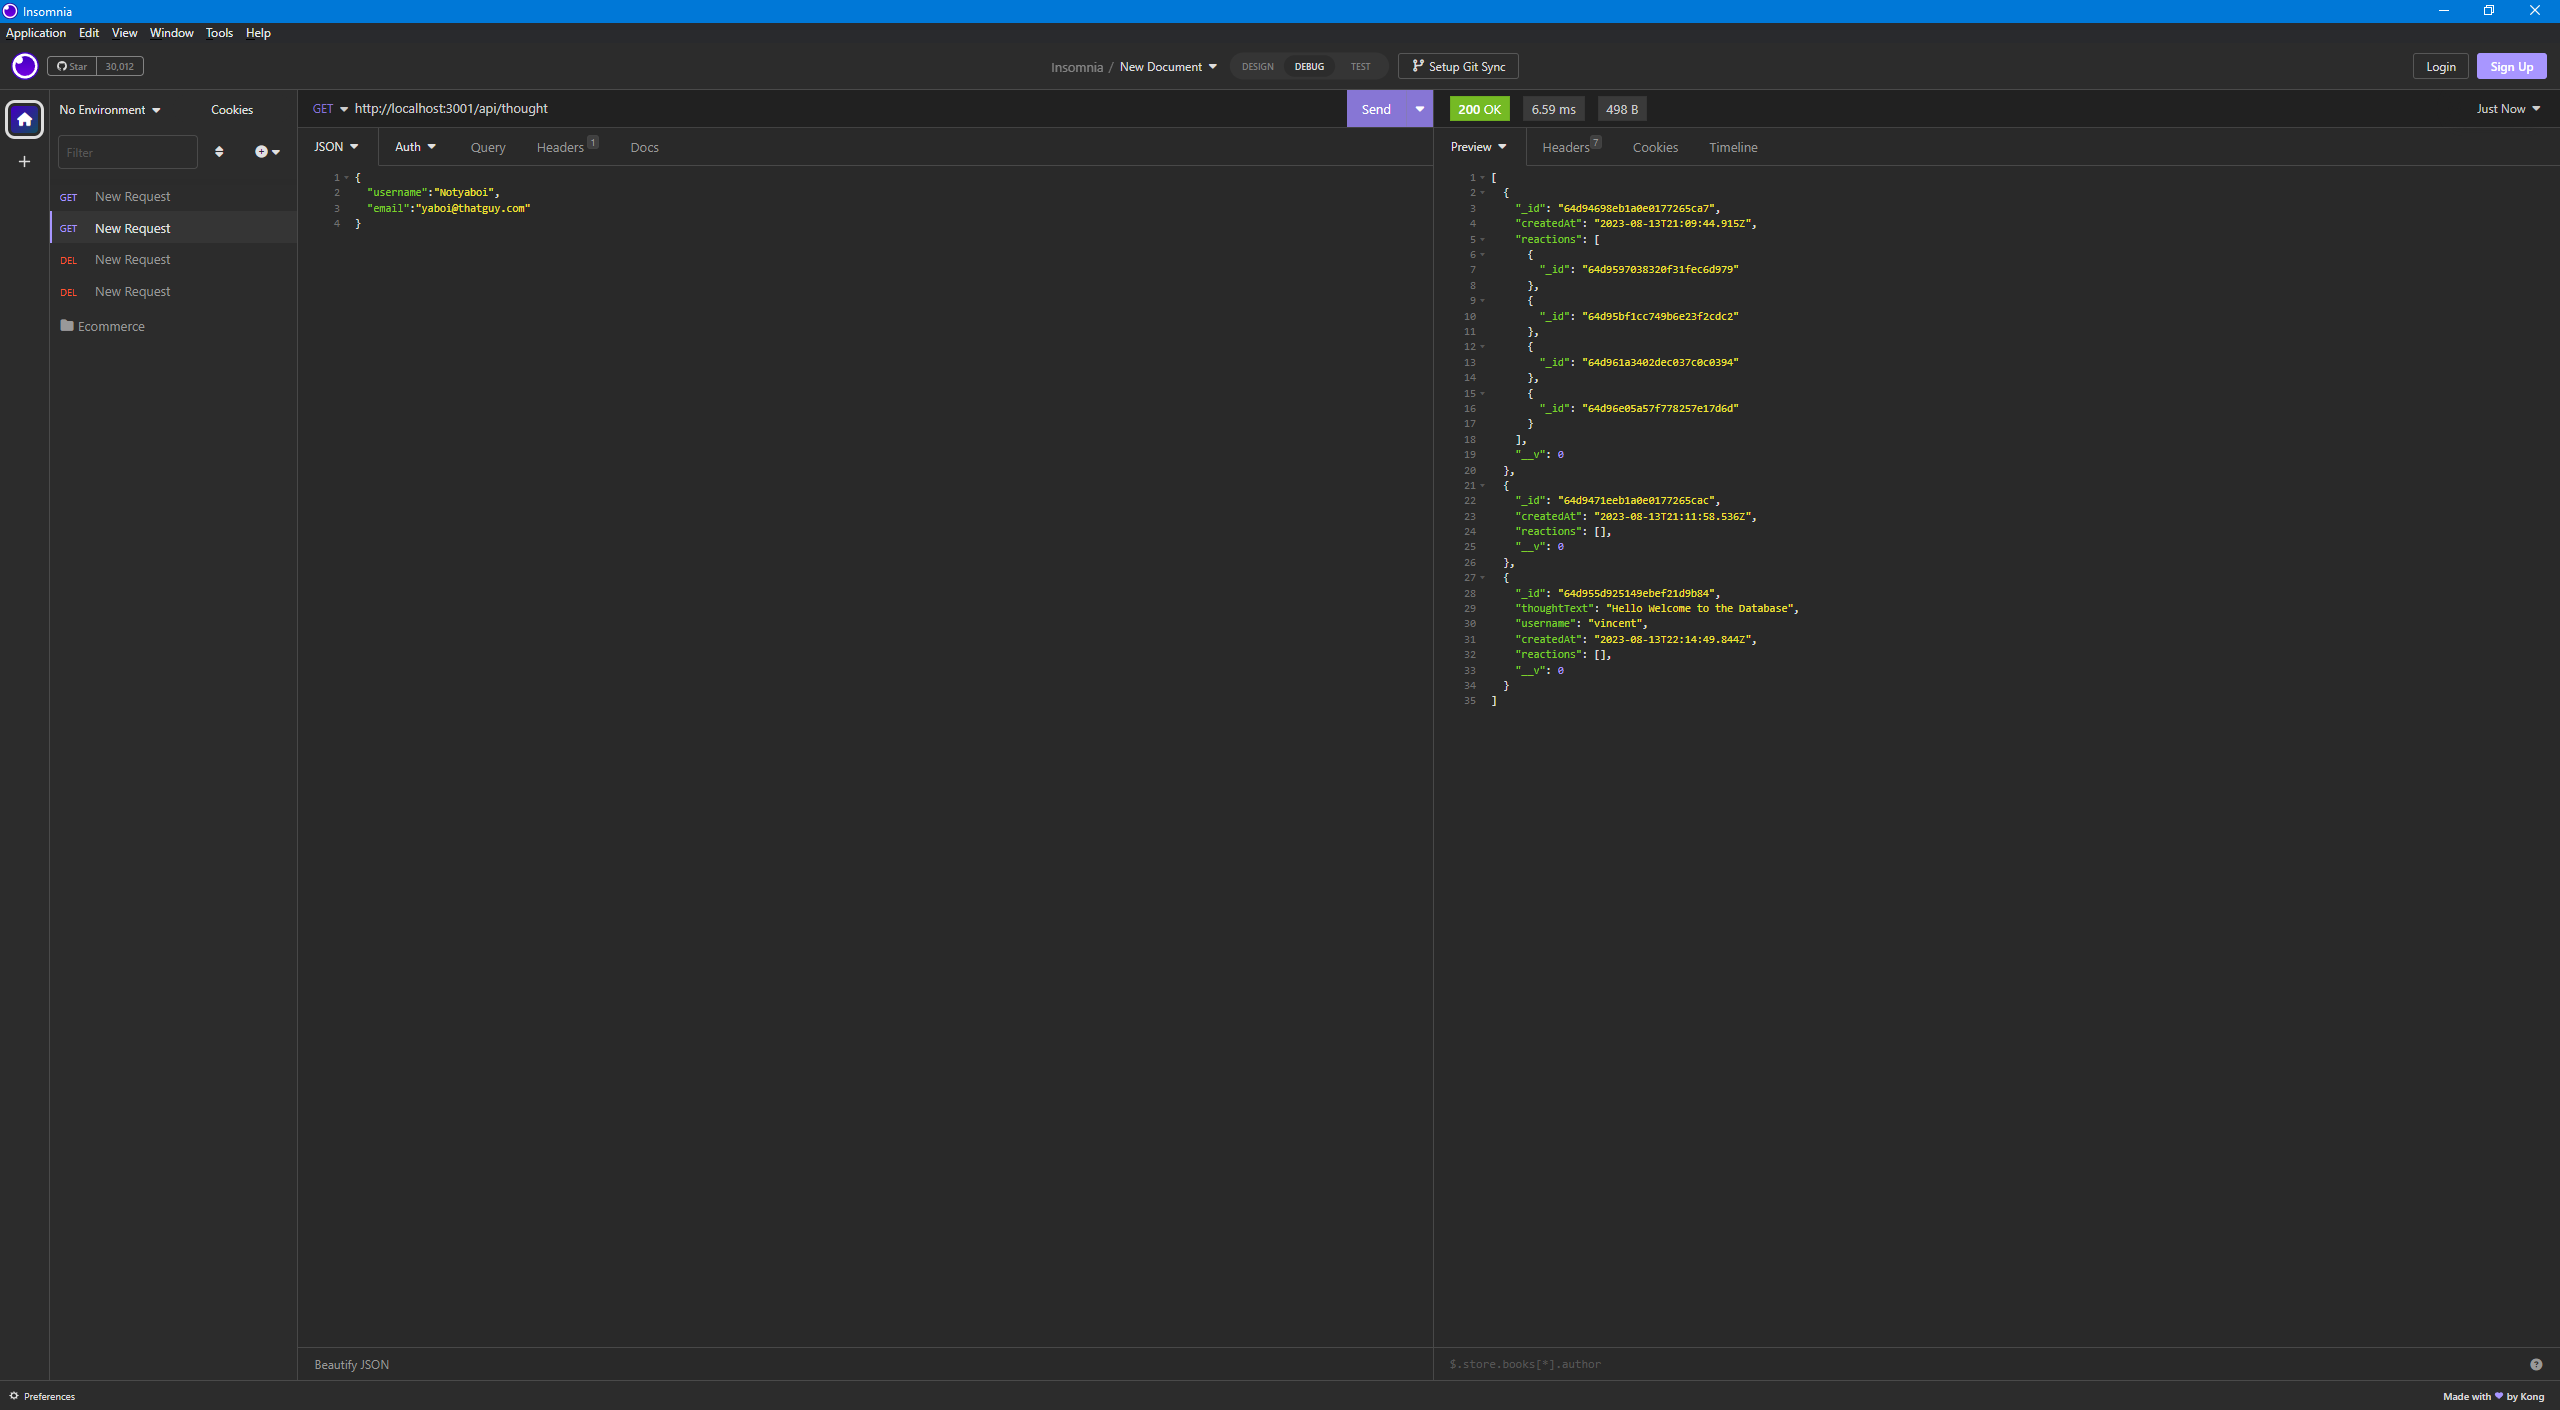 Insomnia
Application Edit View Window Tools Help
Star 30,012
Insomnia / New Document
DESIGN DEBUG TEST
Setup Git Sync
Login Sign Up
No Environment Cookies
Filter
GET New Request
GET New Request
DEL New Request
DEL New Request
Ecommerce
GET http://localhost:3001/api/thought Send
JSON Auth Query Headers 1 Docs
1 {
2 "username":"Notyaboi",
3 "email":"yaboi@thatguy.com"
4 }
Beautify JSON
200 OK 6.59 ms 498 B Just Now
Preview Headers 7 Cookies Timeline
1 [
2 {
3 "_id": "64d94698eb1a0e0177265ca7",
4 "createdAt": "2023-08-13T21:09:44.915Z",
5 "reactions": [
6 {
7 "_id": "64d9597038320f31fec6d979"
8 },
9 {
10 "_id": "64d95bf1cc749b6e23f2cdc2"
11 },
12 {
13 "_id": "64d961a3402dec037c0c0394"
14 },
15 {
16 "_id": "64d96e05a57f778257e17d6d"
17 }
18 ],
19 "__v": 0
20 },
21 {
22 "_id": "64d9471eeb1a0e0177265cac",
23 "createdAt": "2023-08-13T21:11:58.536Z",
24 "reactions": [],
25 "__v": 0
26 },
27 {
28 "_id": "64d955d925149ebef21d9b84",
29 "thoughtText": "Hello Welcome to the Database",
30 "username": "vincent",
31 "createdAt": "2023-08-13T22:14:49.844Z",
32 "reactions": [],
33 "__v": 0
34 }
35 ]
$.store.books[*].author
Preferences
Made with ♥ by Kong